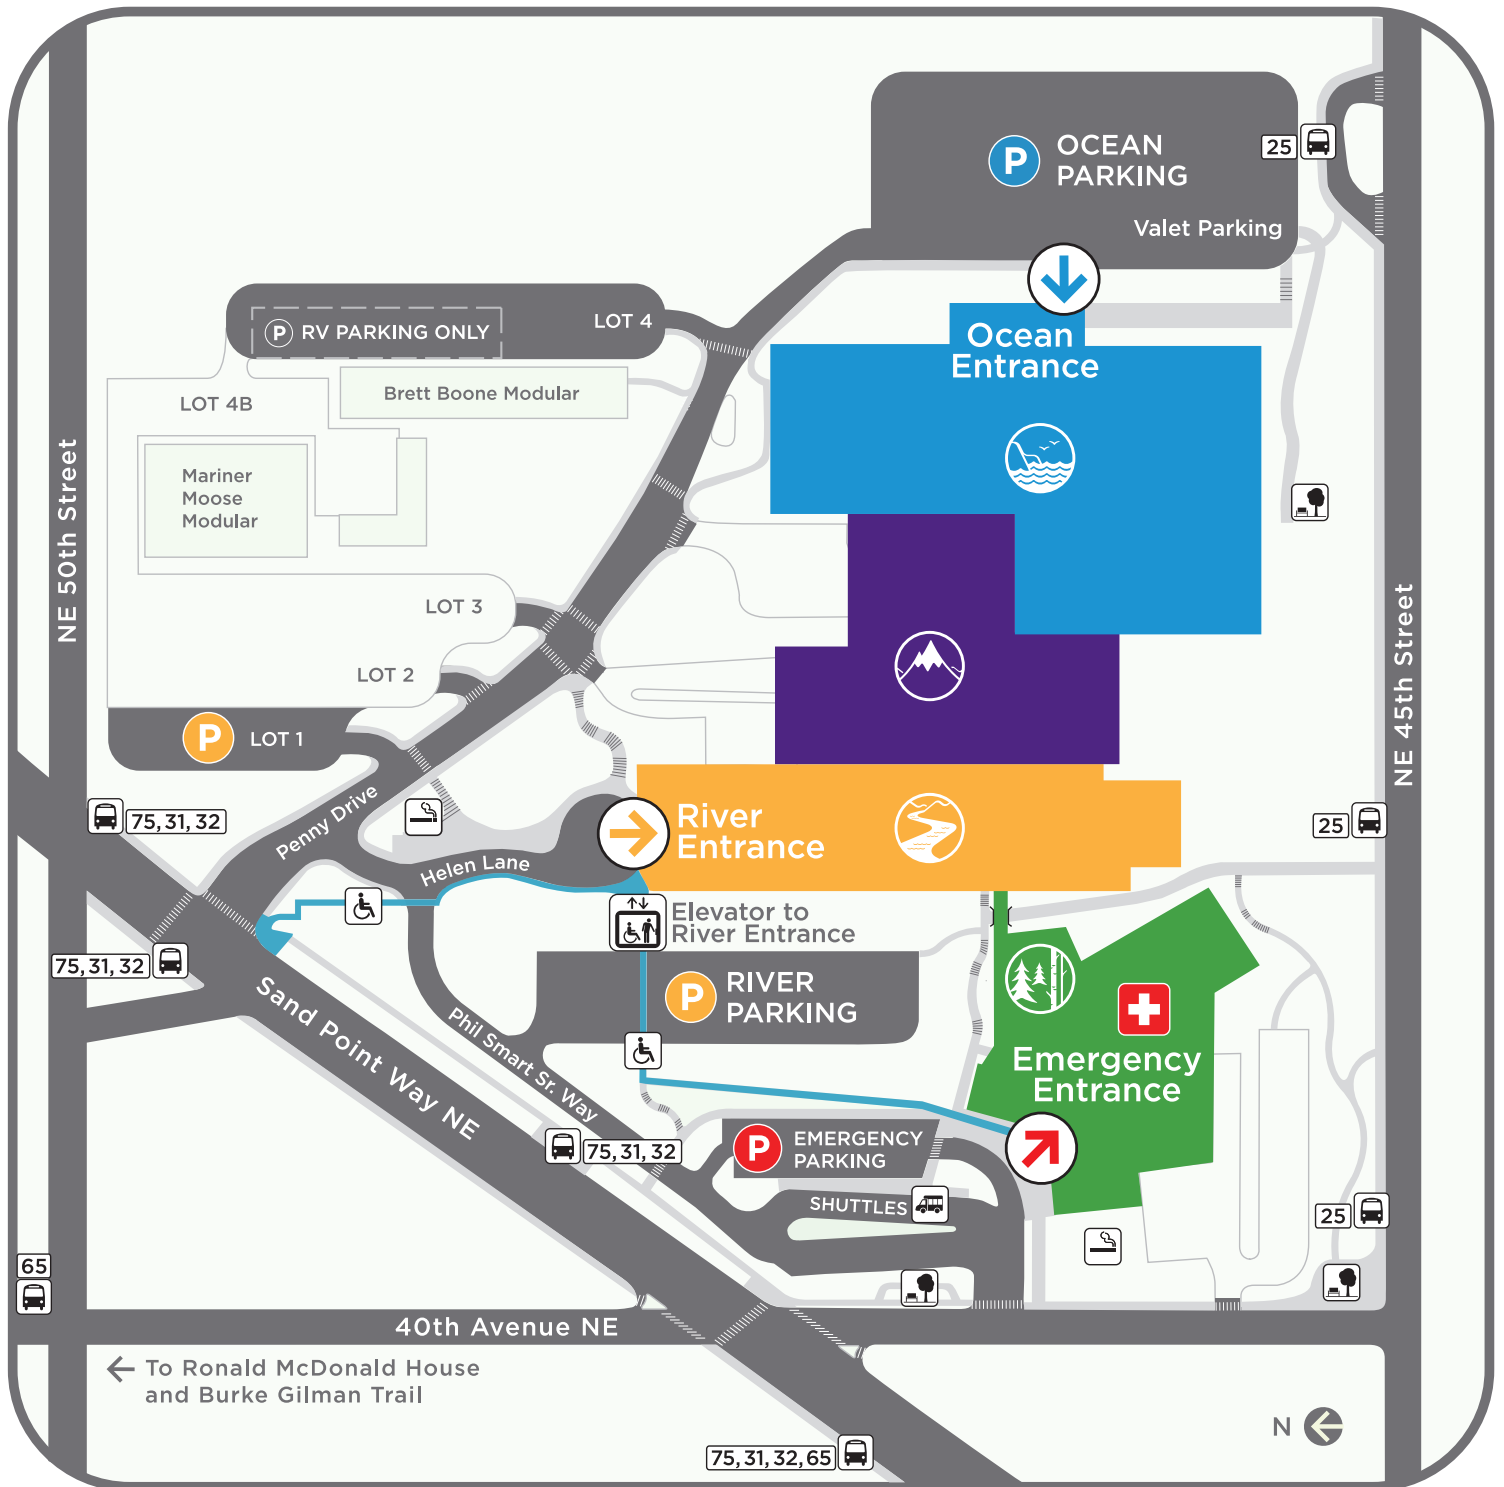 P
OCEAN
PARKING
25
Valet Parking
P
RV PARKING ONLY
LOT 4
Ocean
Entrance
Brett Boone Modular
LOT 4B
NE 50th Street
Mariner
Moose
Modular
LOT 3
NE 45th Street
LOT 2
P
LOT 1
75, 31, 32
Penny Drive
River
Entrance
25
Helen Lane
Elevator to
River Entrance
75, 31, 32
Sand Point Way NE
P
RIVER
PARKING
Phil Smart Sr. Way
Emergency
Entrance
75, 31, 32
P
EMERGENCY
PARKING
SHUTTLES
25
65
40th Avenue NE
To Ronald McDonald House
and Burke Gilman Trail
N
75, 31, 32, 65